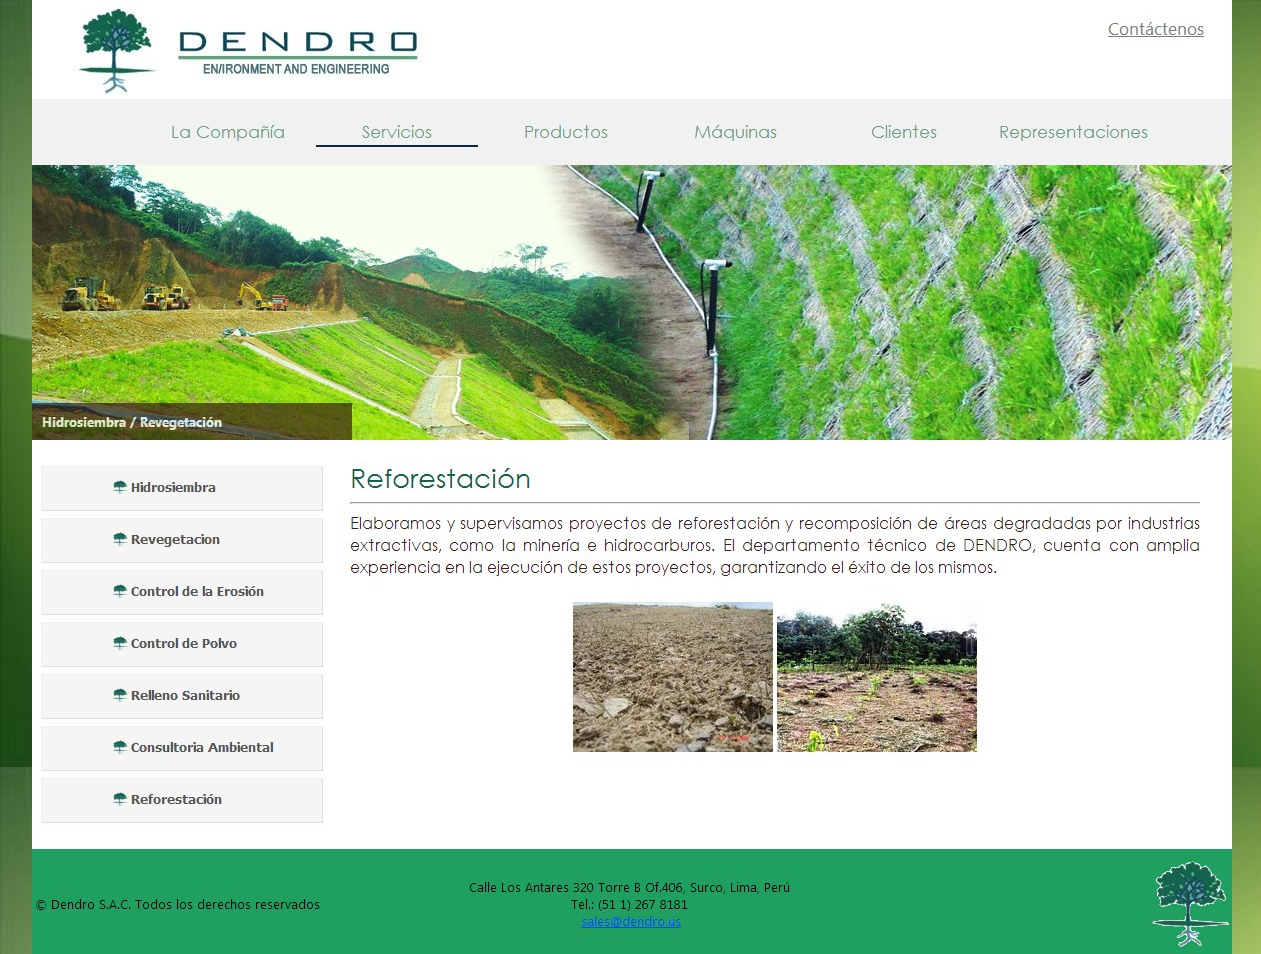 DENDRO
EN/IRONMENT AND ENGINEERING
Contáctenos
La Compañía
Servicios
Productos
Máquinas
Clientes
Representaciones
Hidrosiembra / Revegetación
Hidrosiembra
Revegetacion
Control de la Erosión
Control de Polvo
Relleno Sanitario
Consultoria Ambiental
Reforestación
Reforestación
Elaboramos y supervisamos proyectos de reforestación y recomposición de áreas degradadas por industrias
extractivas, como la minería e hidrocarburos. El departamento técnico de DENDRO, cuenta con amplia
experiencia en la ejecución de estos proyectos, garantizando el éxito de los mismos.
© Dendro S.A.C. Todos los derechos reservados
Calle Los Antares 320 Torre B Of.406, Surco, Lima, Perú
Tel.: (51 1) 267 8181
sales@dendro.us